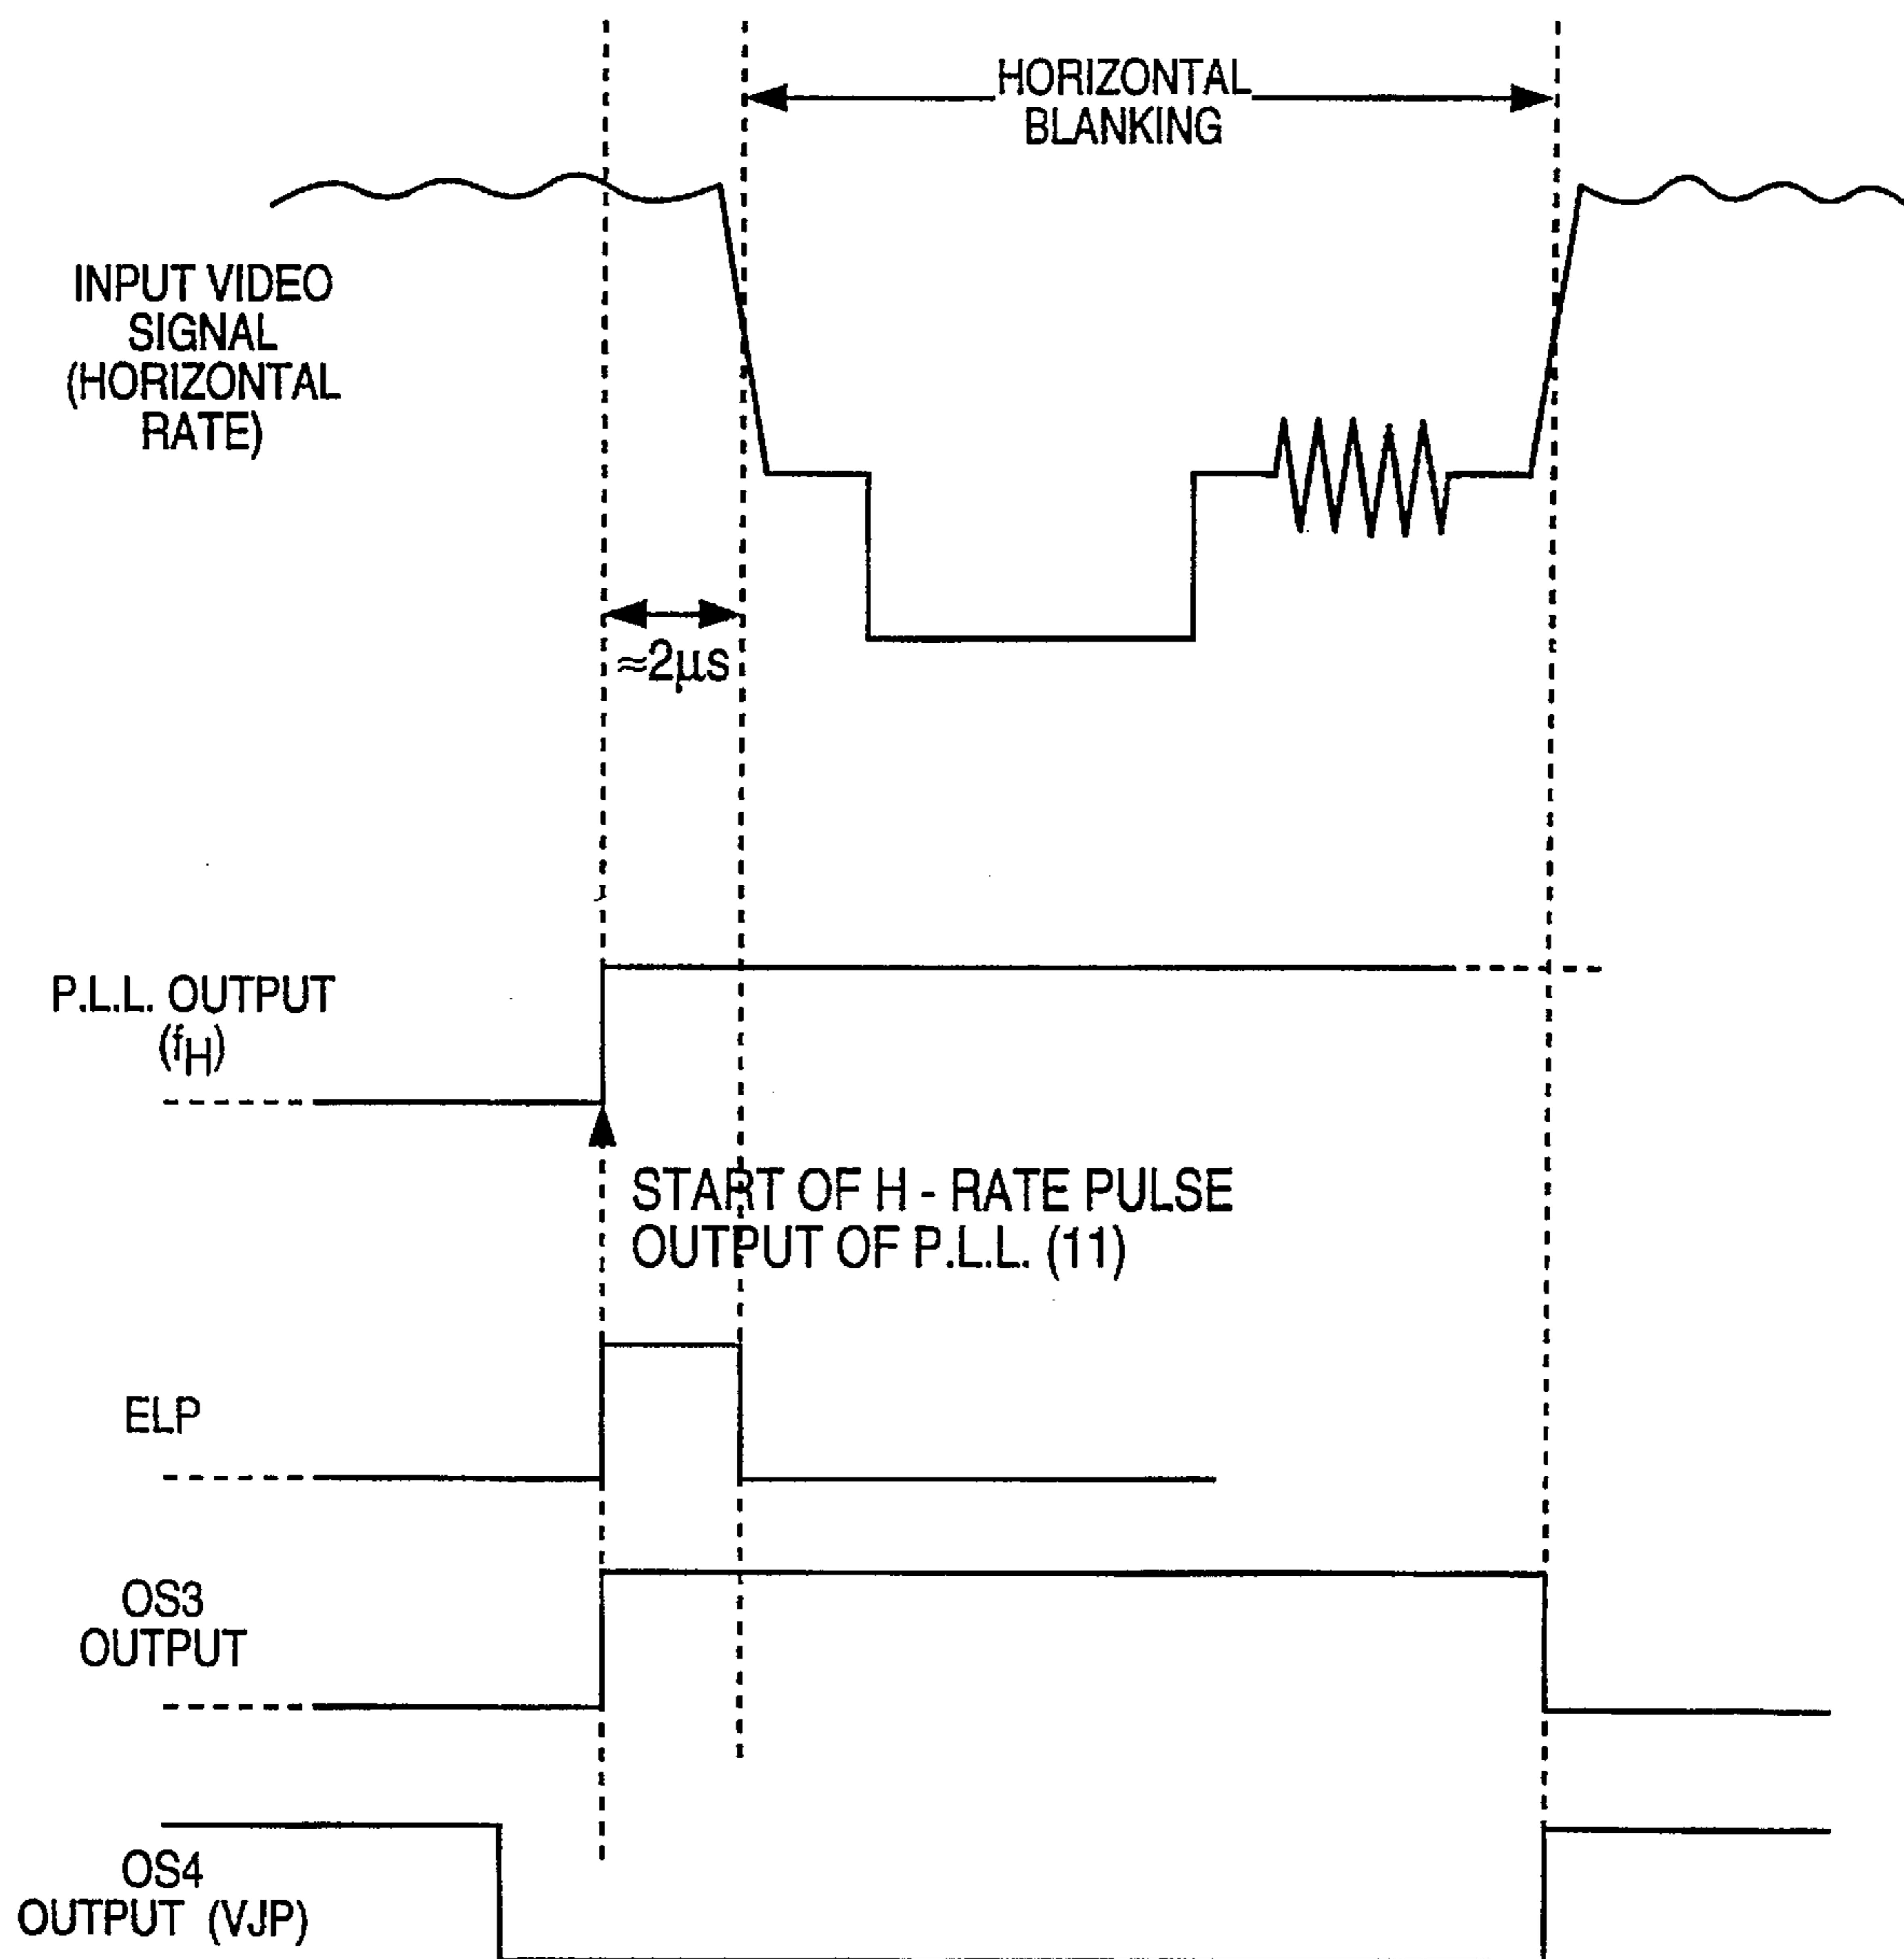 HORIZONTAL
BLANKING
INPUT VIDEO
SIGNAL
(HORIZONTAL
RATE)
≈2μs
P.L.L. OUTPUT
(fH)
START OF H - RATE PULSE
OUTPUT OF P.L.L. (11)
ELP
OS3
OUTPUT
OS4
OUTPUT (VJP)